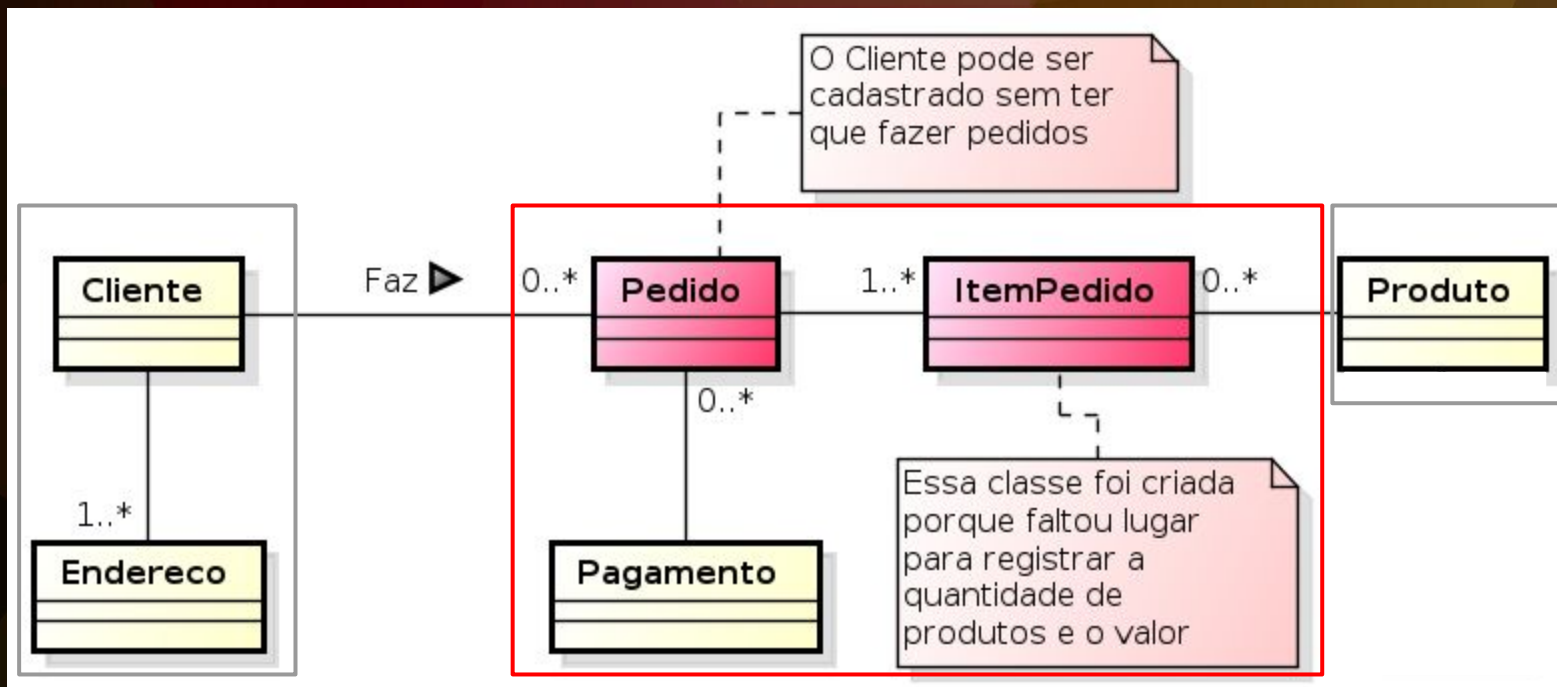 O Cliente pode ser
cadastrado sem ter
que fazer pedidos
Cliente
Faz
0..*
Pedido
1..*
ItemPedido
0..*
Produto
0..*
1..*
Endereco
Pagamento
Essa classe foi criada
porque faltou lugar
para registrar a
quantidade de
produtos e o valor